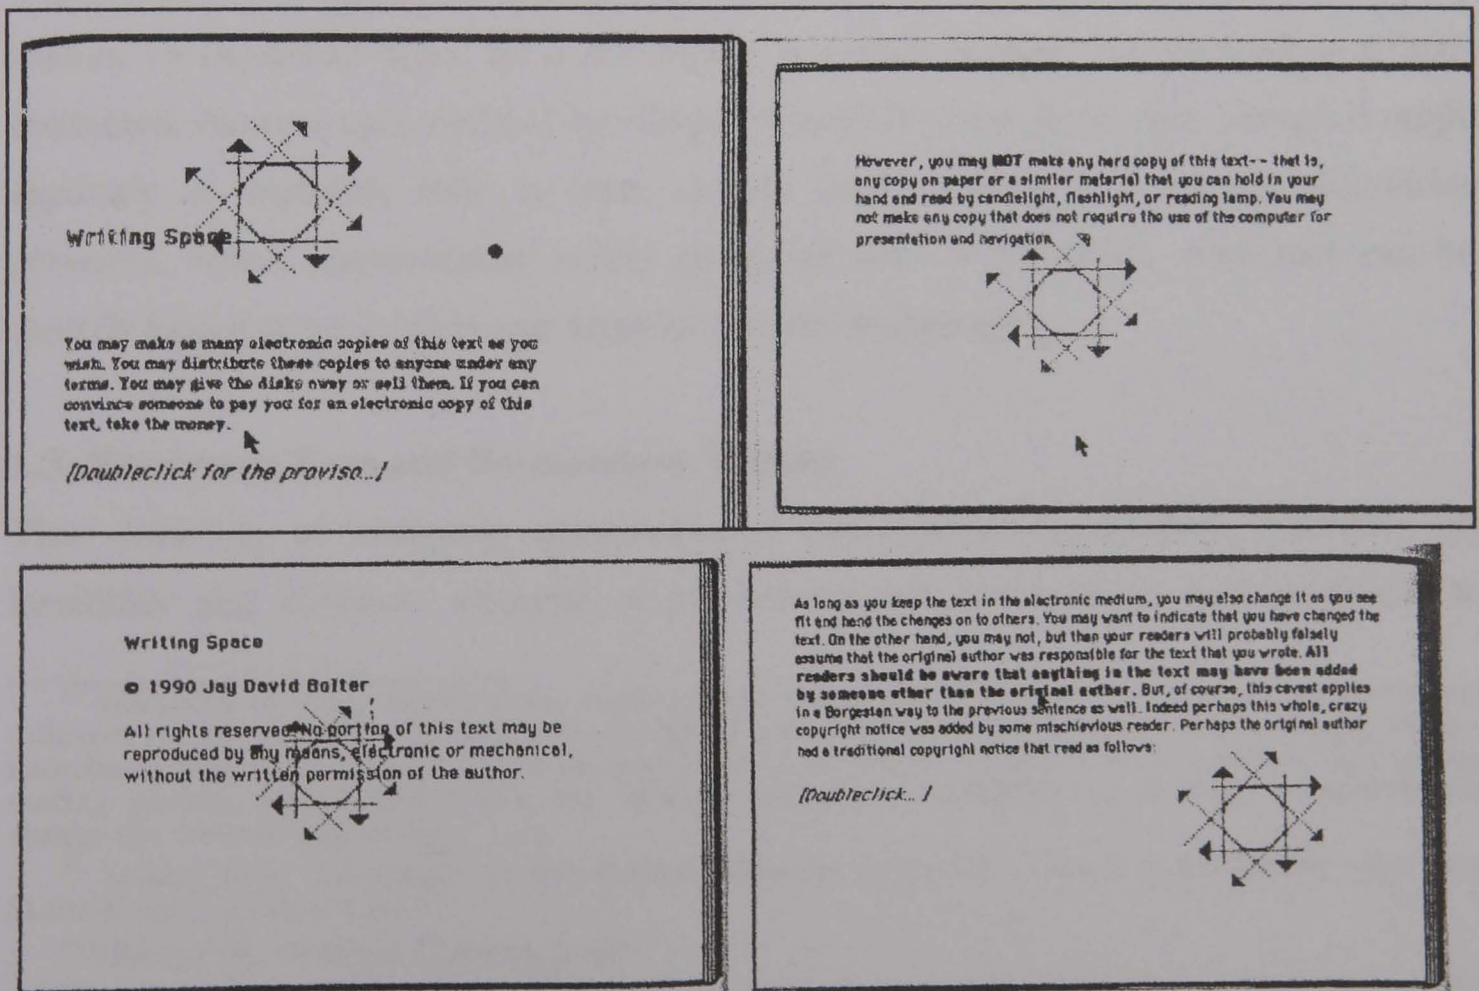 Writing Space
You may make as many electronic copies of this text as you
wish. You may distribute these copies to anyone under any
terms. You may give the disks away or sell them. If you can
convince someone to pay you for an electronic copy of this
text, take the money.
[Doubleclick for the proviso...]
However, you may NOT make any hard copy of this text-- that is,
any copy on paper or a similar material that you can hold in your
hand and read by candlelight, flashlight, or reading lamp. You may
not make any copy that does not require the use of the computer for
presentation and navigation.
Writing Space
© 1990 Jay David Bolter
All rights reserved. No portion of this text may be
reproduced by any means, electronic or mechanical,
without the written permission of the author.
As long as you keep the text in the electronic medium, you may also change it as you see
fit and hand the changes on to others. You may want to indicate that you have changed the
text. On the other hand, you may not, but then your readers will probably falsely
assume that the original author was responsible for the text that you wrote. All
readers should be aware that anything in the text may have been added
by someone other than the original author. But, of course, this caveat applies
in a Borgesian way to the previous sentence as well. Indeed perhaps this whole, crazy
copyright notice was added by some mischievious reader. Perhaps the original author
had a traditional copyright notice that read as follows:
[Doubleclick... ]